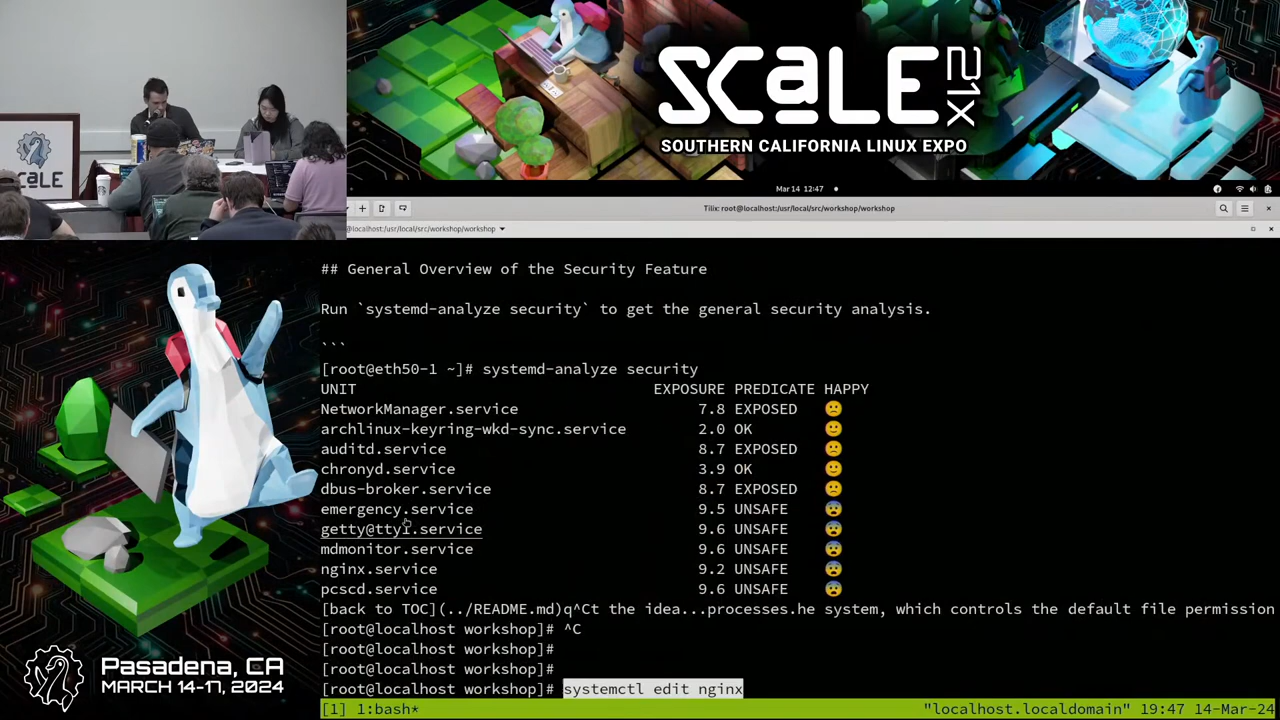 SCALE 21X
SOUTHERN CALIFORNIA LINUX EXPO
SCALE
Mar 14 12:47
Tilix: root@localhost:/usr/local/src/workshop/workshop
@localhost:/usr/local/src/workshop/workshop
## General Overview of the Security Feature
Run `systemd-analyze security` to get the general security analysis.
```
[root@eth50-1 ~]# systemd-analyze security
UNIT EXPOSURE PREDICATE HAPPY
NetworkManager.service 7.8 EXPOSED 🙁
archlinux-keyring-wkd-sync.service 2.0 OK 🙂
auditd.service 8.7 EXPOSED 🙁
chronyd.service 3.9 OK 🙂
dbus-broker.service 8.7 EXPOSED 🙁
emergency.service 9.5 UNSAFE 😨
getty@tty1.service 9.6 UNSAFE 😨
mdmonitor.service 9.6 UNSAFE 😨
nginx.service 9.2 UNSAFE 😨
pcscd.service 9.6 UNSAFE 😨
[back to TOC](../README.md)q^Ct the idea...processes.he system, which controls the default file permission
[root@localhost workshop]# ^C
[root@localhost workshop]#
[root@localhost workshop]#
[root@localhost workshop]# systemctl edit nginx
[1] 1:bash* "localhost.localdomain" 19:47 14-Mar-24
Pasadena, CA
MARCH 14-17, 2024